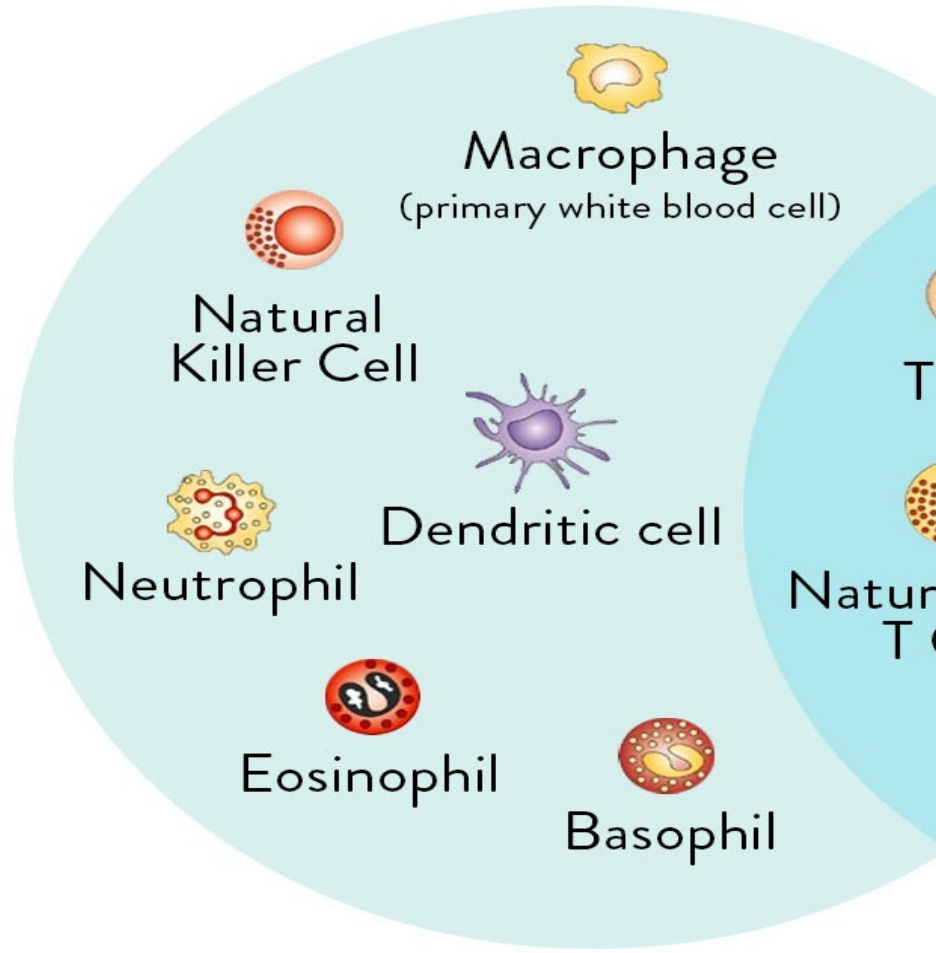 Macrophage
(primary white blood cell)
Natural
Killer Cell
T
Dendritic cell
Neutrophil
T
Eosinophil
Basophil